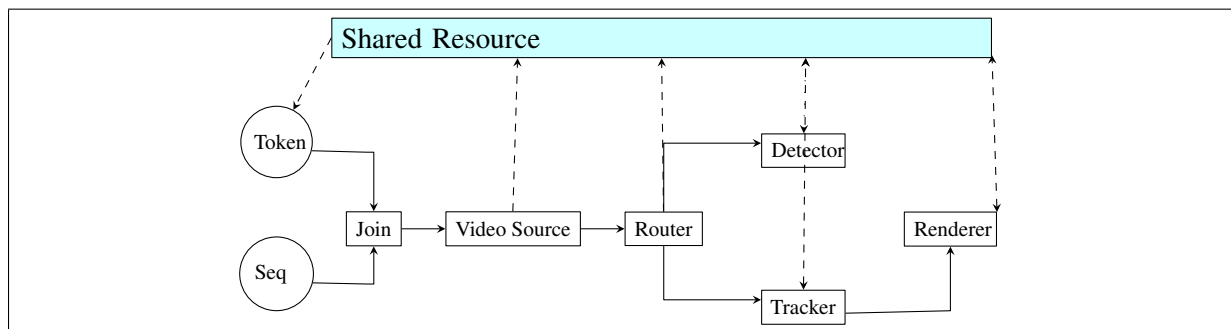 Shared Resource
Token
Detector
Join
Video Source
Router
Renderer
Seq
Tracker